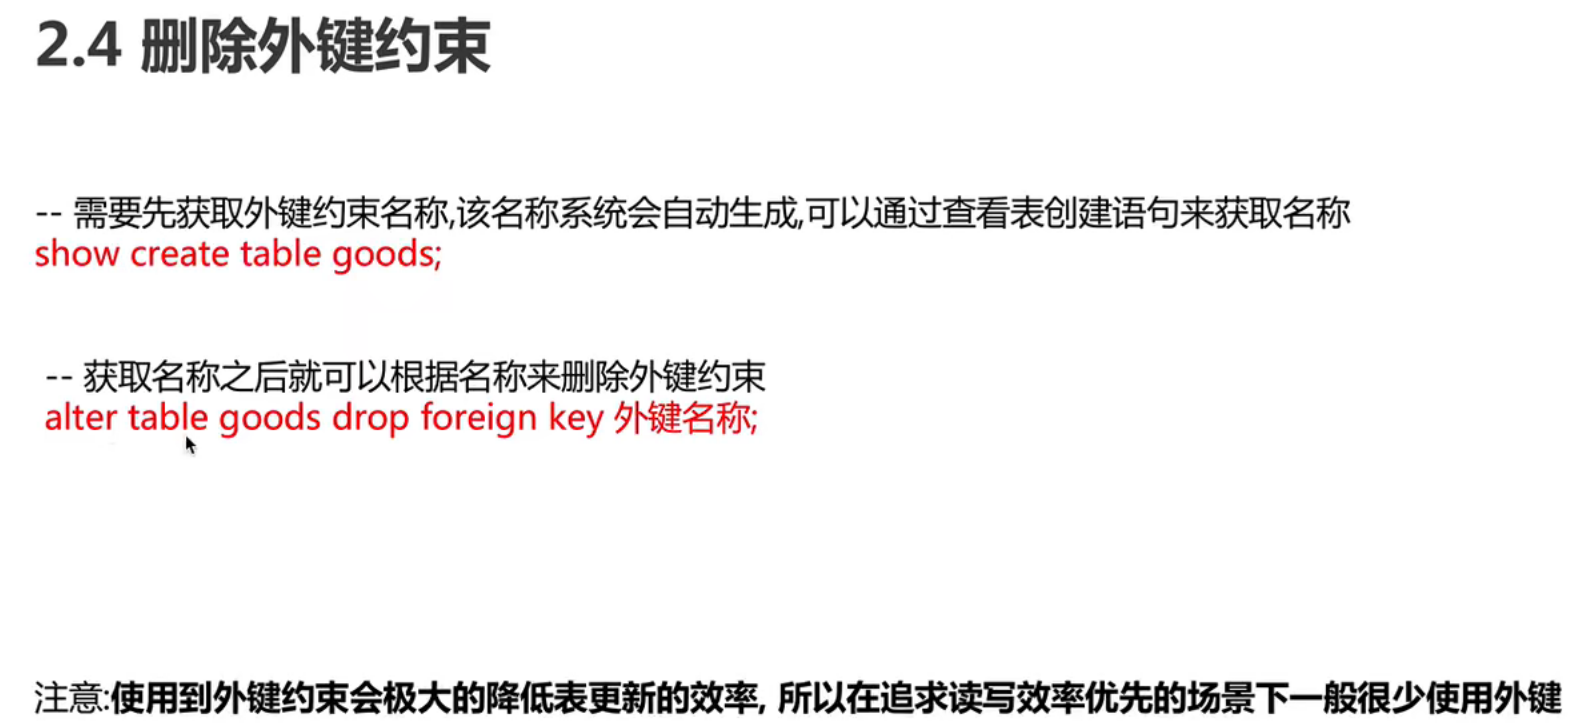 2.4 删除外键约束
-- 需要先获取外键约束名称,该名称系统会自动生成,可以通过查看表创建语句来获取名称
show create table goods;
-- 获取名称之后就可以根据名称来删除外键约束
alter table goods drop foreign key 外键名称;
注意:使用到外键约束会极大的降低表更新的效率, 所以在追求读写效率优先的场景下一般很少使用外键